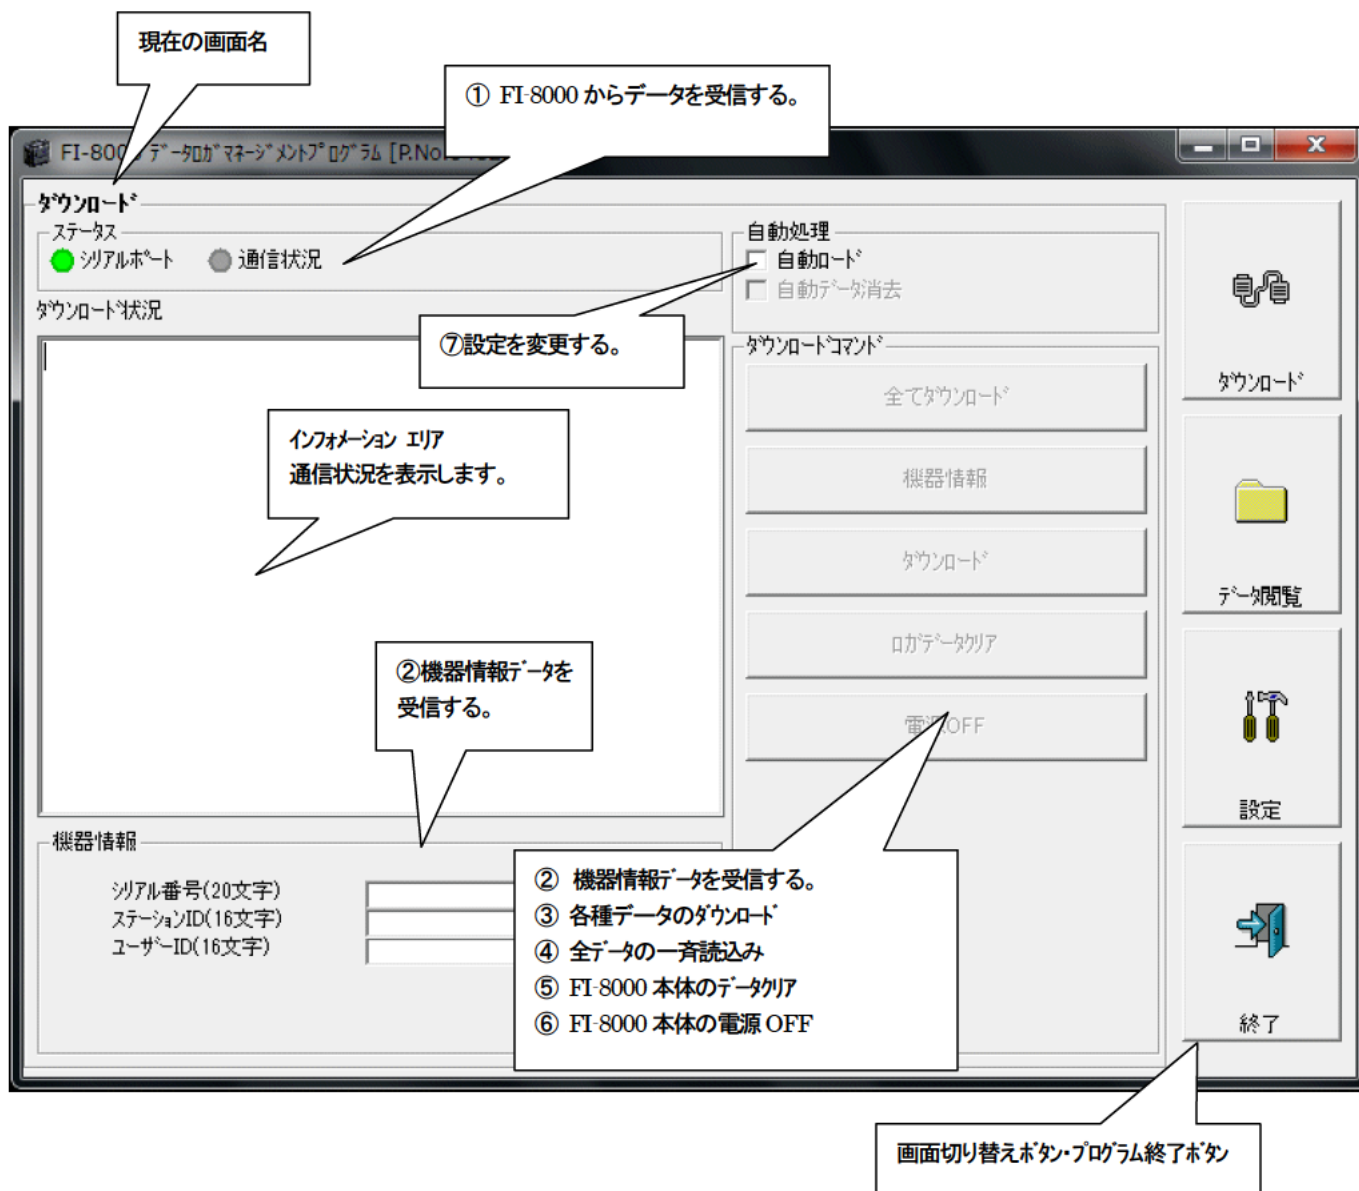 現在の画面名
① FI-8000 からデータを受信する。
FI-800 ﾃﾞｰﾀﾛｶﾞﾏﾈｰｼﾞﾒﾝﾄﾌﾟﾛｸﾞﾗﾑ [P.No
ﾀﾞｳﾝﾛｰﾄﾞ
ｽﾃｰﾀｽ
ｼﾘｱﾙﾎﾟｰﾄ 通信状況
自動処理
自動ﾛｰﾄﾞ
自動ﾃﾞｰﾀ消去
ﾀﾞｳﾝﾛｰﾄﾞ状況
⑦設定を変更する。
ｲﾝﾌｫﾒｰｼｮﾝ ｴﾘｱ
通信状況を表示します。
②機器情報ﾃﾞｰﾀを
受信する。
ﾀﾞｳﾝﾛｰﾄﾞｺﾏﾝﾄﾞ
全てﾀﾞｳﾝﾛｰﾄﾞ
機器情報
ﾀﾞｳﾝﾛｰﾄﾞ
ﾛｶﾞﾃﾞｰﾀｸﾘｱ
電源OFF
機器情報
ｼﾘｱﾙ番号(20文字)
ｽﾃｰｼｮﾝID(16文字)
ﾕｰｻﾞｰID(16文字)
② 機器情報ﾃﾞｰﾀを受信する。
③ 各種データのﾀﾞｳﾝﾛｰﾄﾞ
④ 全ﾃﾞｰﾀの一斉読込み
⑤ FI-8000 本体のﾃﾞｰﾀｸﾘｱ
⑥ FI-8000 本体の電源 OFF
ﾀﾞｳﾝﾛｰﾄﾞ
ﾃﾞｰﾀ閲覧
設定
終了
画面切り替えﾎﾞﾀﾝ・ﾌﾟﾛｸﾞﾗﾑ終了ﾎﾞﾀﾝ